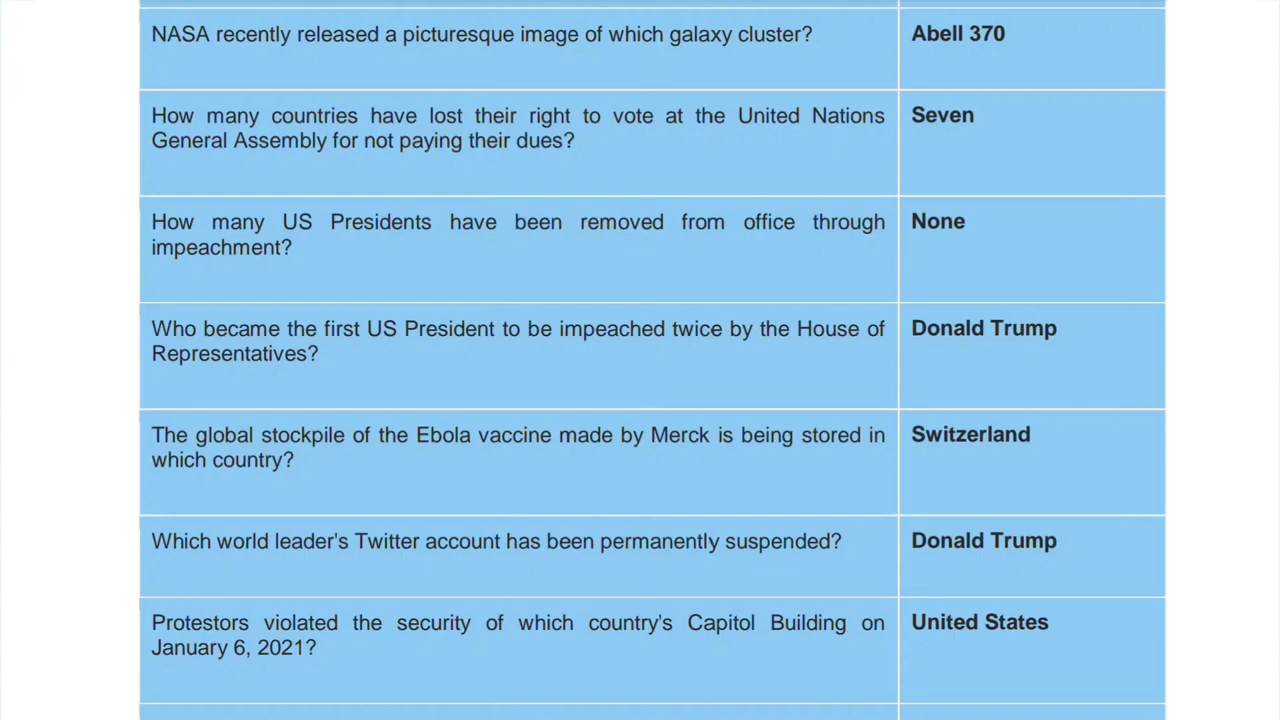 NASA recently released a picturesque image of which galaxy cluster?
Abell 370
How many countries have lost their right to vote at the United Nations
General Assembly for not paying their dues?
Seven
How many US Presidents have been removed from office through
impeachment?
None
Who became the first US President to be impeached twice by the House of
Representatives?
Donald Trump
The global stockpile of the Ebola vaccine made by Merck is being stored in
which country?
Switzerland
Which world leader's Twitter account has been permanently suspended?
Donald Trump
Protestors violated the security of which country's Capitol Building on
January 6, 2021?
United States